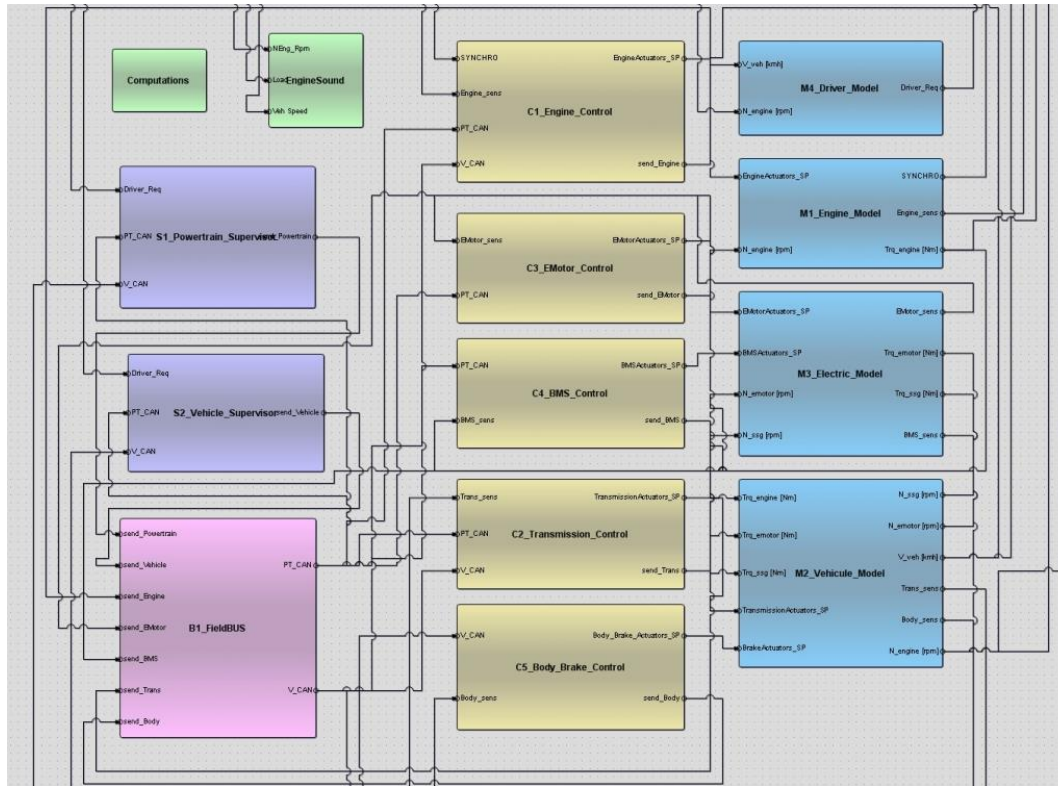 Computations
NEng_Rpm
Load
EngineSound
Veh Speed
Driver_Req
PT_CAN
S1_Powertrain_Supervisor
V_CAN
Driver_Req
PT_CAN
S2_Vehicle_Supervisor
send_Vehicle
V_CAN
send_Powertrain
send_Vehicle
PT_CAN
send_Engine
send_EMotor
B1_FieldBUS
send_BMS
send_Trans
V_CAN
send_Body
SYNCHRO
EngineActuators_SP
Engine_sens
C1_Engine_Control
PT_CAN
V_CAN
send_Engine
EMotor_sens
EMotorActuators_SP
C3_EMotor_Control
PT_CAN
send_EMotor
PT_CAN
BMSActuators_SP
C4_BMS_Control
BMS_sens
send_BMS
Trans_sens
TransmissionActuators_SP
PT_CAN
C2_Transmission_Control
V_CAN
send_Trans
V_CAN
Body_Brake_Actuators_SP
C5_Body_Brake_Control
Body_sens
send_Body
V_veh [kmh]
M4_Driver_Model
Driver_Req
N_engine [rpm]
EngineActuators_SP
SYNCHRO
M1_Engine_Model
Engine_sens
N_engine [rpm]
Trq_engine [Nm]
EMotorActuators_SP
EMotor_sens
BMSActuators_SP
Trq_emotor [Nm]
M3_Electric_Model
N_emotor [rpm]
Trq_ssg [Nm]
N_ssg [rpm]
BMS_sens
Trq_engine [Nm]
N_ssg [rpm]
Trq_emotor [Nm]
N_emotor [rpm]
V_veh [kmh]
Trq_ssg [Nm]
M2_Vehicule_Model
Trans_sens
TransmissionActuators_SP
Body_sens
BrakeActuators_SP
N_engine [rpm]